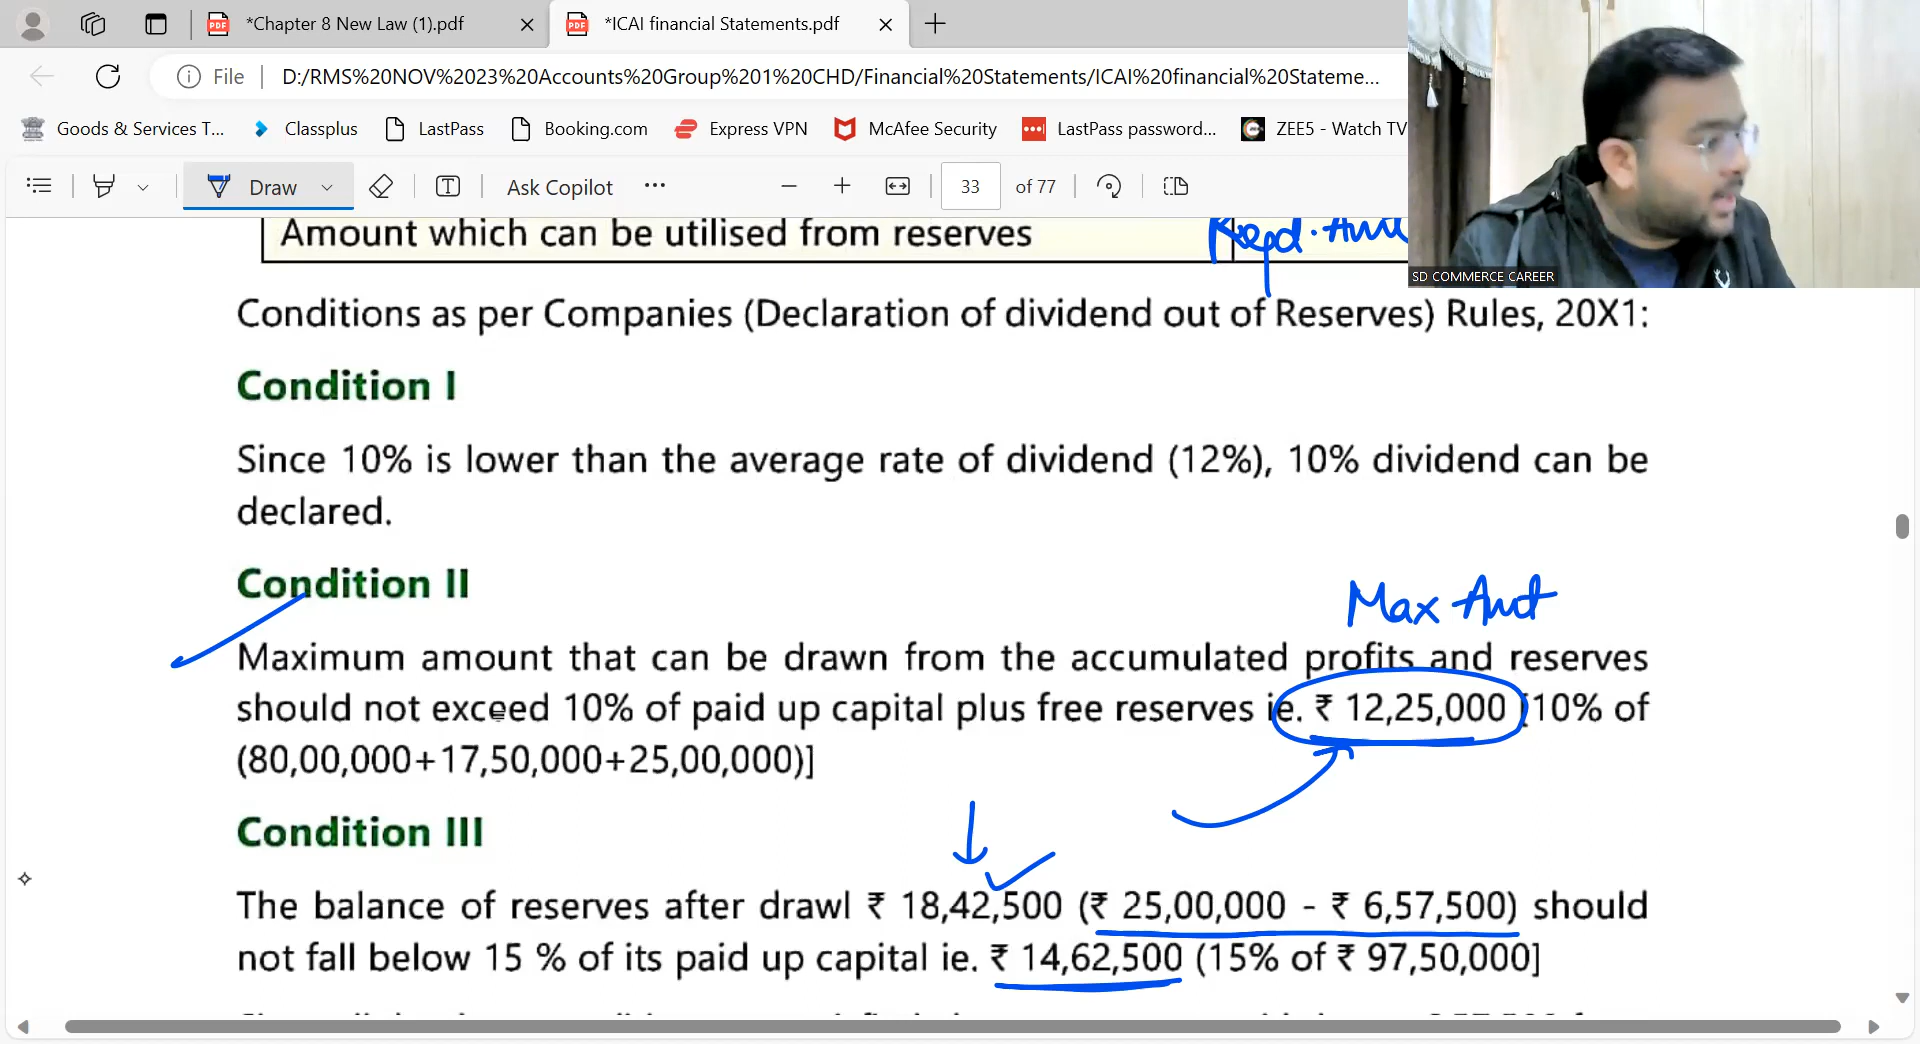 *Chapter 8 New Law (1).pdf
*ICAI financial Statements.pdf
File
D:/RMS%20NOV%2023%20Accounts%20Group%201%20CHD/Financial%20Statements/ICAI%20financial%20Stateme...
Goods & Services T...
Classplus
LastPass
Booking.com
Express VPN
McAfee Security
LastPass password...
ZEE5 - Watch TV
Draw
Ask Copilot
33 of 77
SD COMMERCE CAREER
Amount which can be utilised from reserves
Reqd. Amt
Conditions as per Companies (Declaration of dividend out of Reserves) Rules, 20X1:
Condition I
Since 10% is lower than the average rate of dividend (12%), 10% dividend can be
declared.
Condition II
Max Amt
Maximum amount that can be drawn from the accumulated profits and reserves
should not exceed 10% of paid up capital plus free reserves ie. ₹ 12,25,000 [10% of
(80,00,000+17,50,000+25,00,000)]
Condition III
The balance of reserves after drawl ₹ 18,42,500 (₹ 25,00,000 - ₹ 6,57,500) should
not fall below 15 % of its paid up capital ie. ₹ 14,62,500 (15% of ₹ 97,50,000]